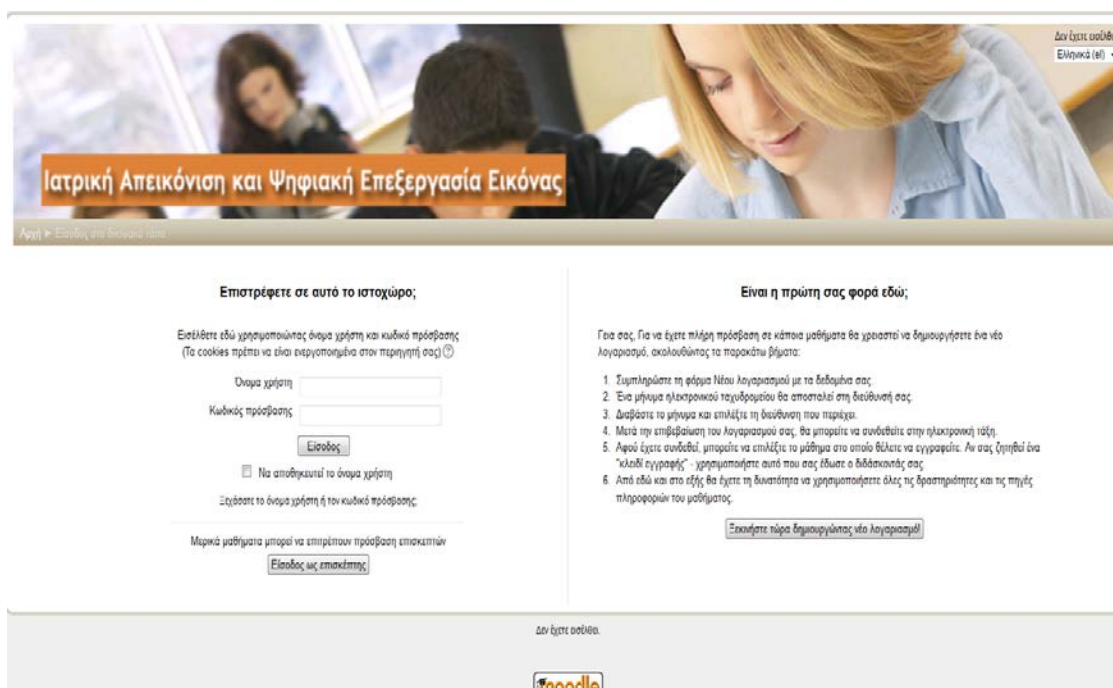 Δεν έχετε εισέλθει
Ελληνικά (el)
Ιατρική Απεικόνιση και Ψηφιακή Επεξεργασία Εικόνας
Αρχή ► Είσοδος στο δικτυακό τόπο
Επιστρέφετε σε αυτό το ιστοχώρο;
Εισέλθετε εδώ χρησιμοποιώντας όνομα χρήστη και κωδικό πρόσβασης
(Τα cookies πρέπει να είναι ενεργοποιημένα στον περιηγητή σας) (?)
Όνομα χρήστη
Κωδικός πρόσβασης
Είσοδος
Να αποθηκευτεί το όνομα χρήστη
Ξεχάσατε το όνομα χρήστη ή τον κωδικό πρόσβασης;
Μερικά μαθήματα μπορεί να επιτρέπουν πρόσβαση επισκεπτών
Είσοδος ως επισκέπτης
Είναι η πρώτη σας φορά εδώ;
Γεια σας, Για να έχετε πλήρη πρόσβαση σε κάποια μαθήματα θα χρειαστεί να δημιουργήσετε ένα νέο
λογαριασμό, ακολουθώντας τα παρακάτω βήματα:
1. Συμπληρώστε τη φόρμα Νέου λογαριασμού με τα δεδομένα σας.
2. Ένα μήνυμα ηλεκτρονικού ταχυδρομείου θα αποσταλεί στη διεύθυνσή σας.
3. Διαβάστε το μήνυμα και επιλέξτε τη διεύθυνση που περιέχει.
4. Μετά την επιβεβαίωση του λογαριασμού σας, θα μπορείτε να συνδεθείτε στην ηλεκτρονική τάξη.
5. Αφού έχετε συνδεθεί, μπορείτε να επιλέξετε το μάθημα στο οποίο θέλετε να εγγραφείτε. Αν σας ζητηθεί ένα
"κλειδί εγγραφής" - χρησιμοποιήστε αυτό που σας έδωσε ο διδάσκοντάς σας.
6. Από εδώ και στο εξής θα έχετε τη δυνατότητα να χρησιμοποιήσετε όλες τις δραστηριότητες και τις πηγές
πληροφοριών του μαθήματος.
Ξεκινήστε τώρα δημιουργώντας νέο λογαριασμό!
Δεν έχετε εισέλθει.
moodle